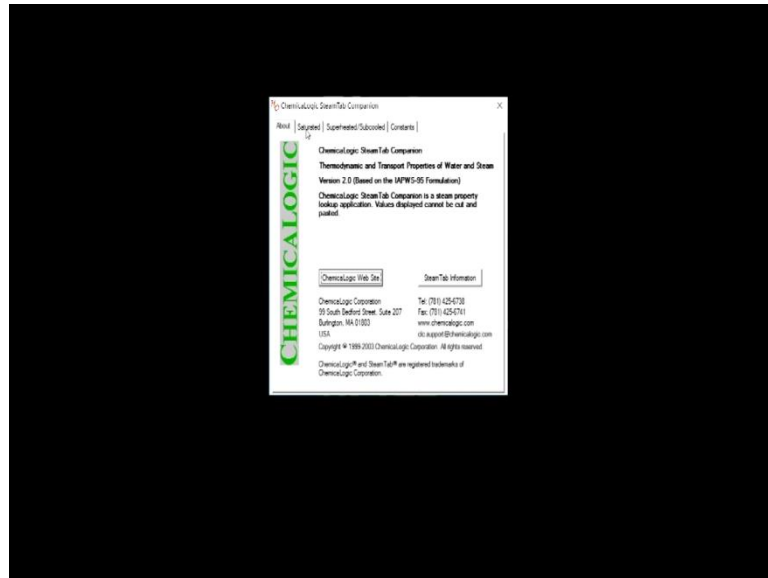 ChemicaLogic SteamTab Companion
About Saturated Superheated/Subcooled Constants
CHEMICALOGIC
ChemicaLogic SteamTab Companion
Thermodynamic and Transport Properties of Water and Steam
Version 2.0 (Based on the IAPWS-95 Formulation)
ChemicaLogic SteamTab Companion is a steam property
lookup application. Values displayed cannot be cut and
pasted.
ChemicaLogic Web Site SteamTab Information
ChemicaLogic Corporation Tel: (781) 425-6738
99 South Bedford Street, Suite 207 Fax: (781) 425-6741
Burlington, MA 01803 www.chemicalogic.com
USA clc.support@chemicalogic.com
Copyright © 1999-2003 ChemicaLogic Corporation. All rights reserved.
ChemicaLogic® and SteamTab® are registered trademarks of
ChemicaLogic Corporation.